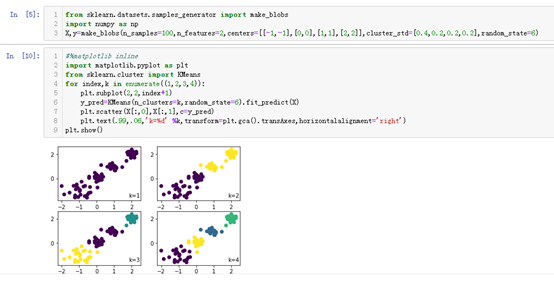 In [5]:
1 from sklearn.datasets.samples_generator import make_blobs
2 import numpy as np
3 X,y=make_blobs(n_samples=100,n_features=2,centers=[[-1,-1],[0,0],[1,1],[2,2]],cluster_std=[0.4,0.2,0.2,0.2],random_state=6)
In [10]:
1 #%matplotlib inline
2 import matplotlib.pyplot as plt
3 from sklearn.cluster import KMeans
4 for index,k in enumerate((1,2,3,4)):
5 plt.subplot(2,2,index+1)
6 y_pred=KMeans(n_clusters=k,random_state=6).fit_predict(X)
7 plt.scatter(X[:,0],X[:,1],c=y_pred)
8 plt.text(.99,.06,'k=%d' %k,transform=plt.gca().transAxes,horizontalalignment='right')
9 plt.show()
2
0
k=1
-2 -1 0 1 2
2
0
k=2
-2 -1 0 1 2
2
0
k=3
-2 -1 0 1 2
2
0
k=4
-2 -1 0 1 2